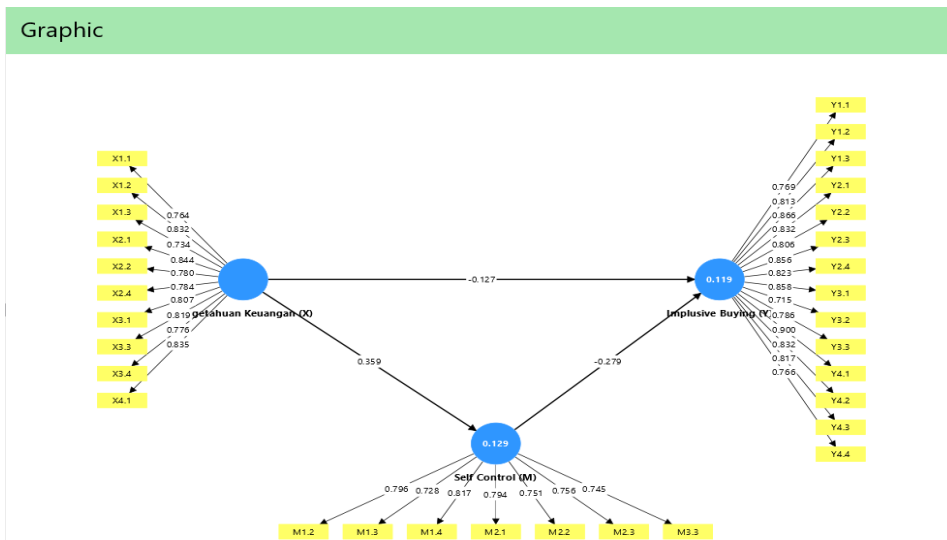 Graphic
X1.1
X1.2
X1.3
X2.1
X2.2
X2.4
X3.1
X3.3
X3.4
X4.1
0.764
0.832
0.734
0.844
0.780
0.784
0.807
0.819
0.776
0.835
getahuan Keuangan (X)
-0.127
0.359
-0.279
0.119
Implusive Buying (Y
0.129
Self Control (M)
0.769
0.813
0.866
0.832
0.806
0.856
0.823
0.858
0.715
0.786
0.900
0.832
0.817
0.766
Y1.1
Y1.2
Y1.3
Y2.1
Y2.2
Y2.3
Y2.4
Y3.1
Y3.2
Y3.3
Y4.1
Y4.2
Y4.3
Y4.4
0.796 0.728 0.817 0.794 0.751 0.756 0.745
M1.2 M1.3 M1.4 M2.1 M2.2 M2.3 M3.3